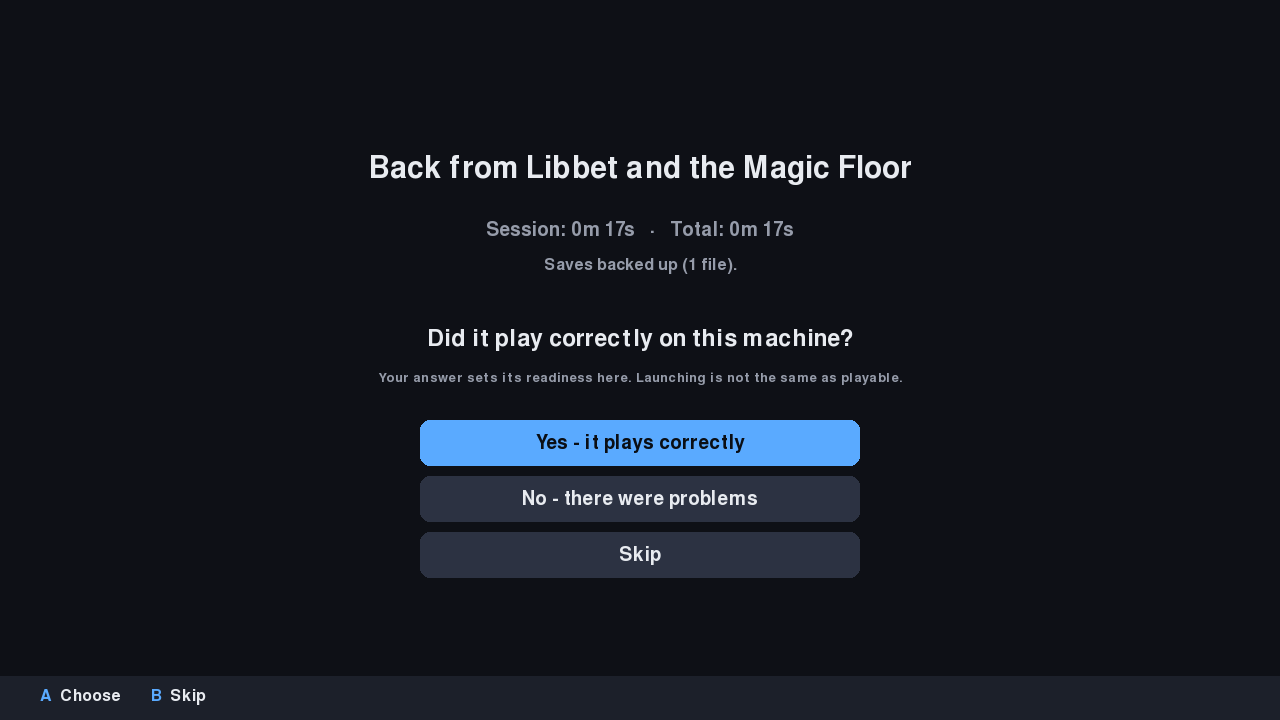 Back from Libbet and the Magic Floor
Session: 0m 17s · Total: 0m 17s
Saves backed up (1 file).
Did it play correctly on this machine?
Your answer sets its readiness here. Launching is not the same as playable.
Yes - it plays correctly
No - there were problems
Skip
A Choose B Skip